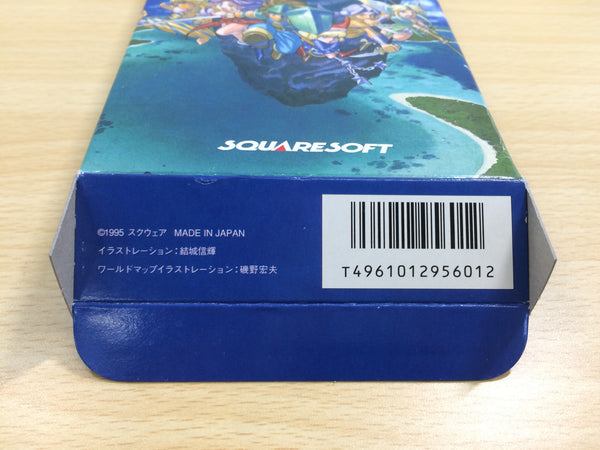 SQUARESOFT
©1995 スクウェア MADE IN JAPAN
イラストレーション：結城信輝
ワールドマップイラストレーション：磯野宏夫
T4961012956012